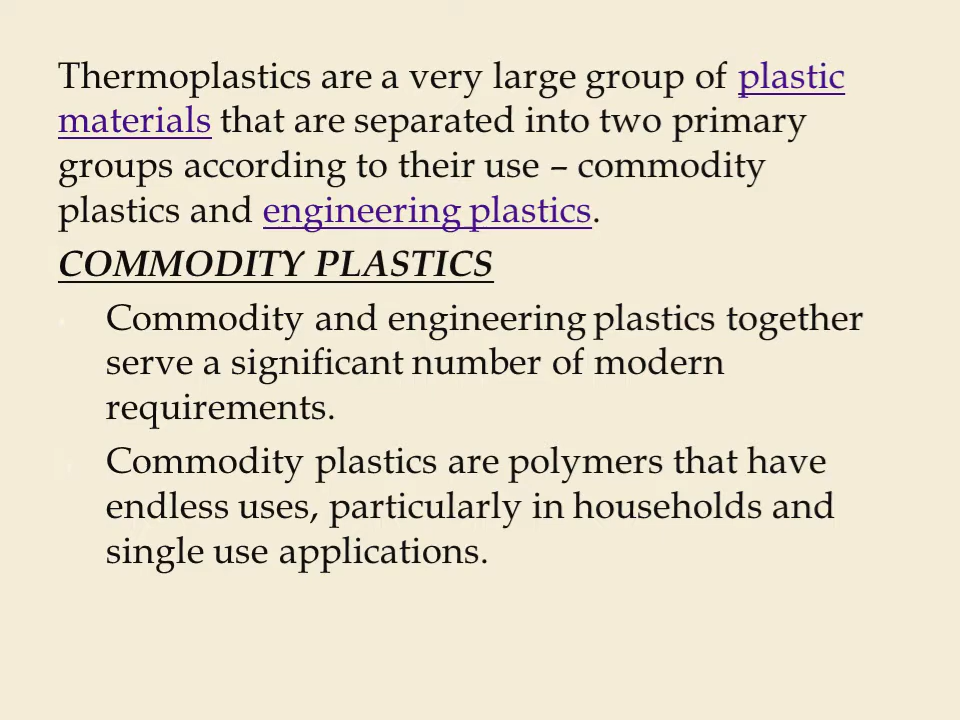 Thermoplastics are a very large group of plastic
materials that are separated into two primary
groups according to their use – commodity
plastics and engineering plastics.
COMMODITY PLASTICS
Commodity and engineering plastics together
serve a significant number of modern
requirements.
Commodity plastics are polymers that have
endless uses, particularly in households and
single use applications.